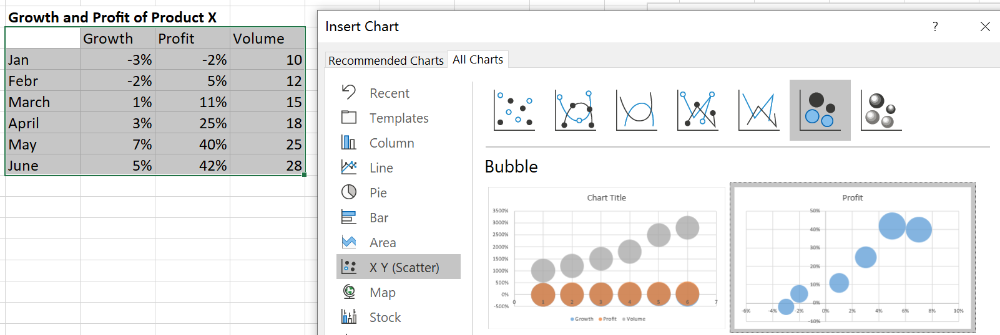 Growth and Profit of Product X
Growth Profit Volume
Jan -3% -2% 10
Febr -2% 5% 12
March 1% 11% 15
April 3% 25% 18
May 7% 40% 25
June 5% 42% 28
Insert Chart
?
Recommended Charts All Charts
Recent
Templates
Column
Line
Pie
Bar
Area
X Y (Scatter)
Map
Stock
Bubble
Chart Title
3500%
3000%
2500%
2000%
1500%
1000%
500%
0%
-500%
0 1 2 3 4 5 6 7
Growth Profit Volume
Profit
50%
40%
30%
20%
10%
0%
-10%
-6% -4% -2% 0% 2% 4% 6% 8% 10%